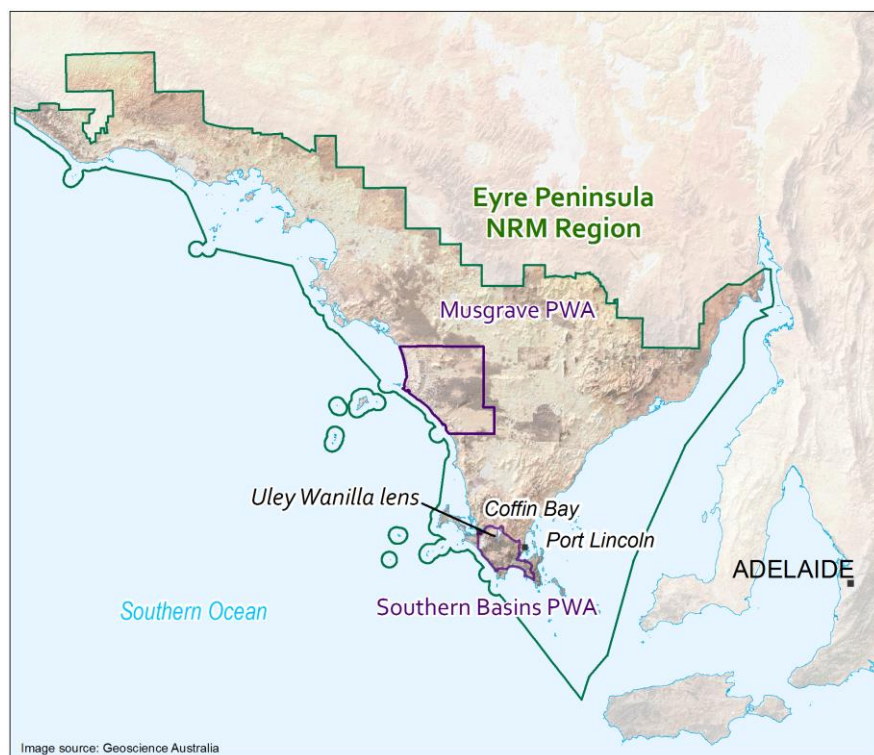 Eyre Peninsula
NRM Region
Musgrave PWA
Uley Wanilla lens
Coffin Bay
Port Lincoln
ADELAIDE
Southern Ocean
Southern Basins PWA
Image source: Geoscience Australia